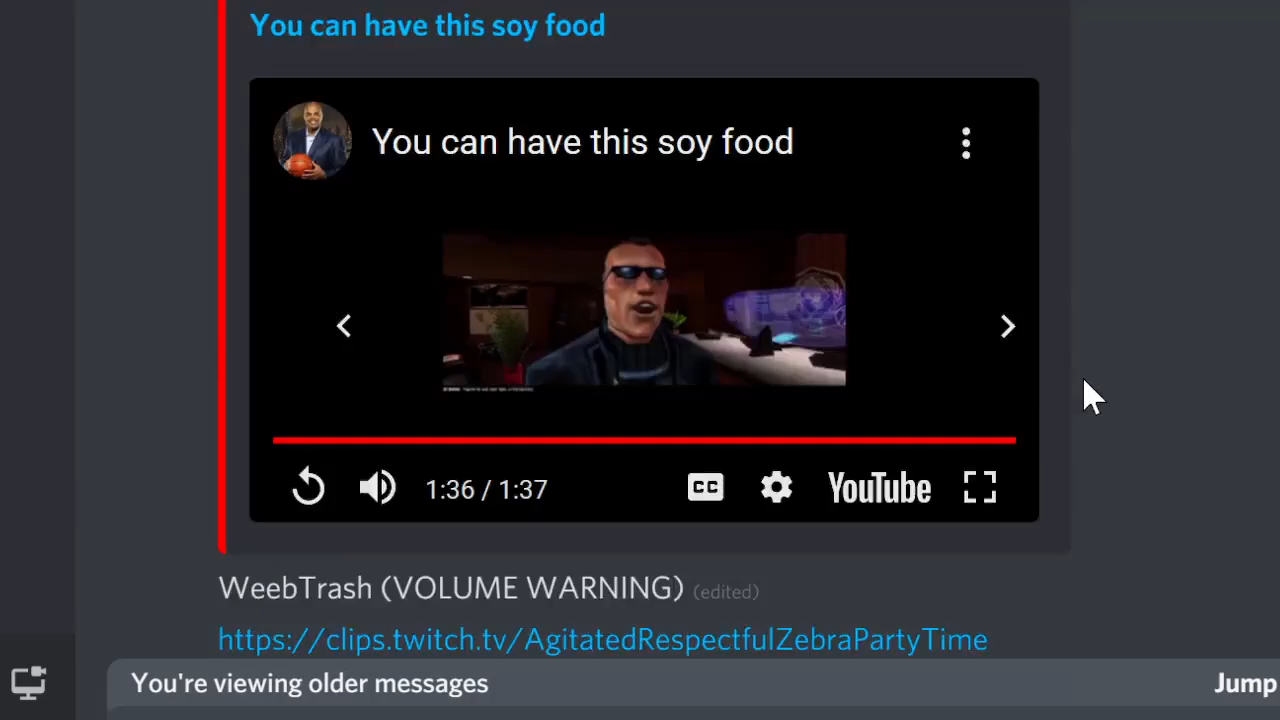 You can have this soy food
You can have this soy food
1:36 / 1:37
CC
YouTube
WeebTrash (VOLUME WARNING) (edited)
https://clips.twitch.tv/AgitatedRespectfulZebraPartyTime
You're viewing older messages
Jump